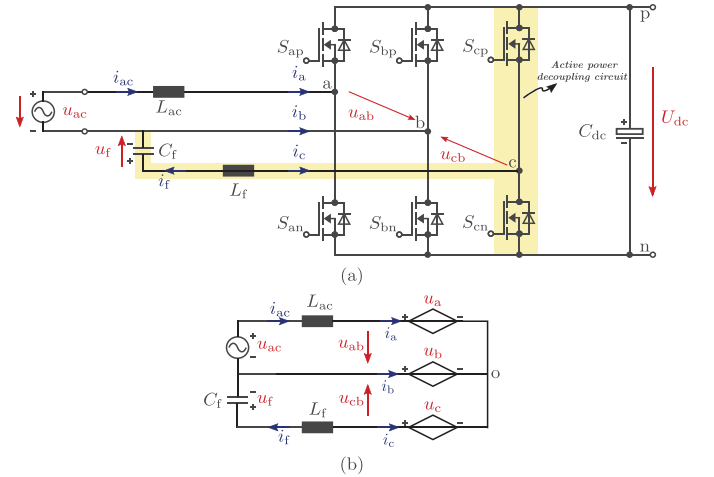 p
S_ap S_bp S_cp
Active power
decoupling circuit
i_ac i_a a
+ u_ac - L_ac u_ab
i_b b
C_dc + - U_dc
u_f - + C_f i_c u_cb c
i_f L_f
S_an S_bn S_cn
n
(a)
i_ac L_ac u_a
+ - i_a + -
u_ac u_ab u_b
i_b + - o
C_f - + u_f u_cb u_c
L_f + -
i_f i_c
(b)